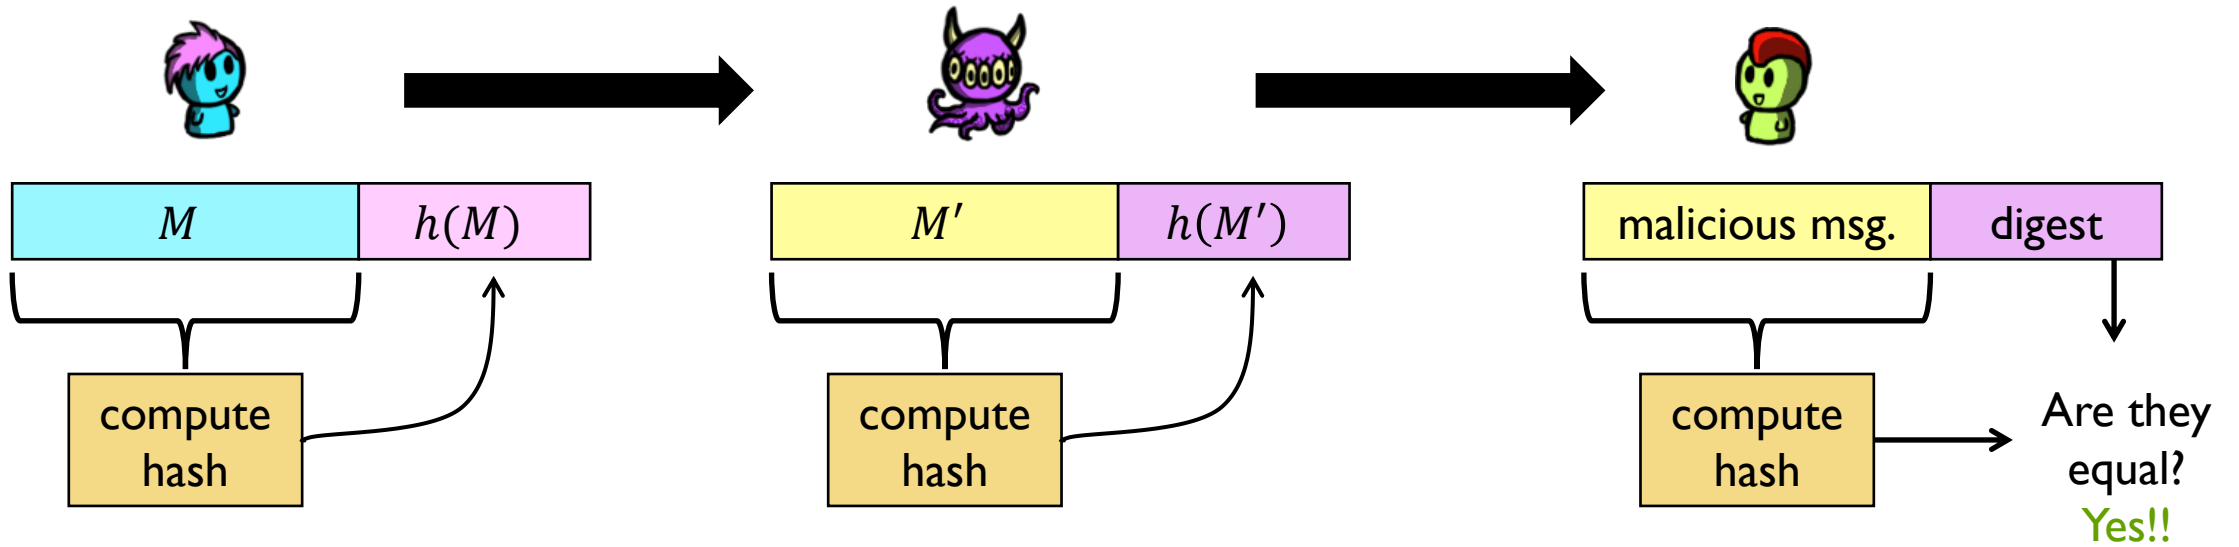 M h(M)
M′ h(M′)
malicious msg. digest
compute
hash
compute
hash
compute
hash
Are they
equal?
Yes!!